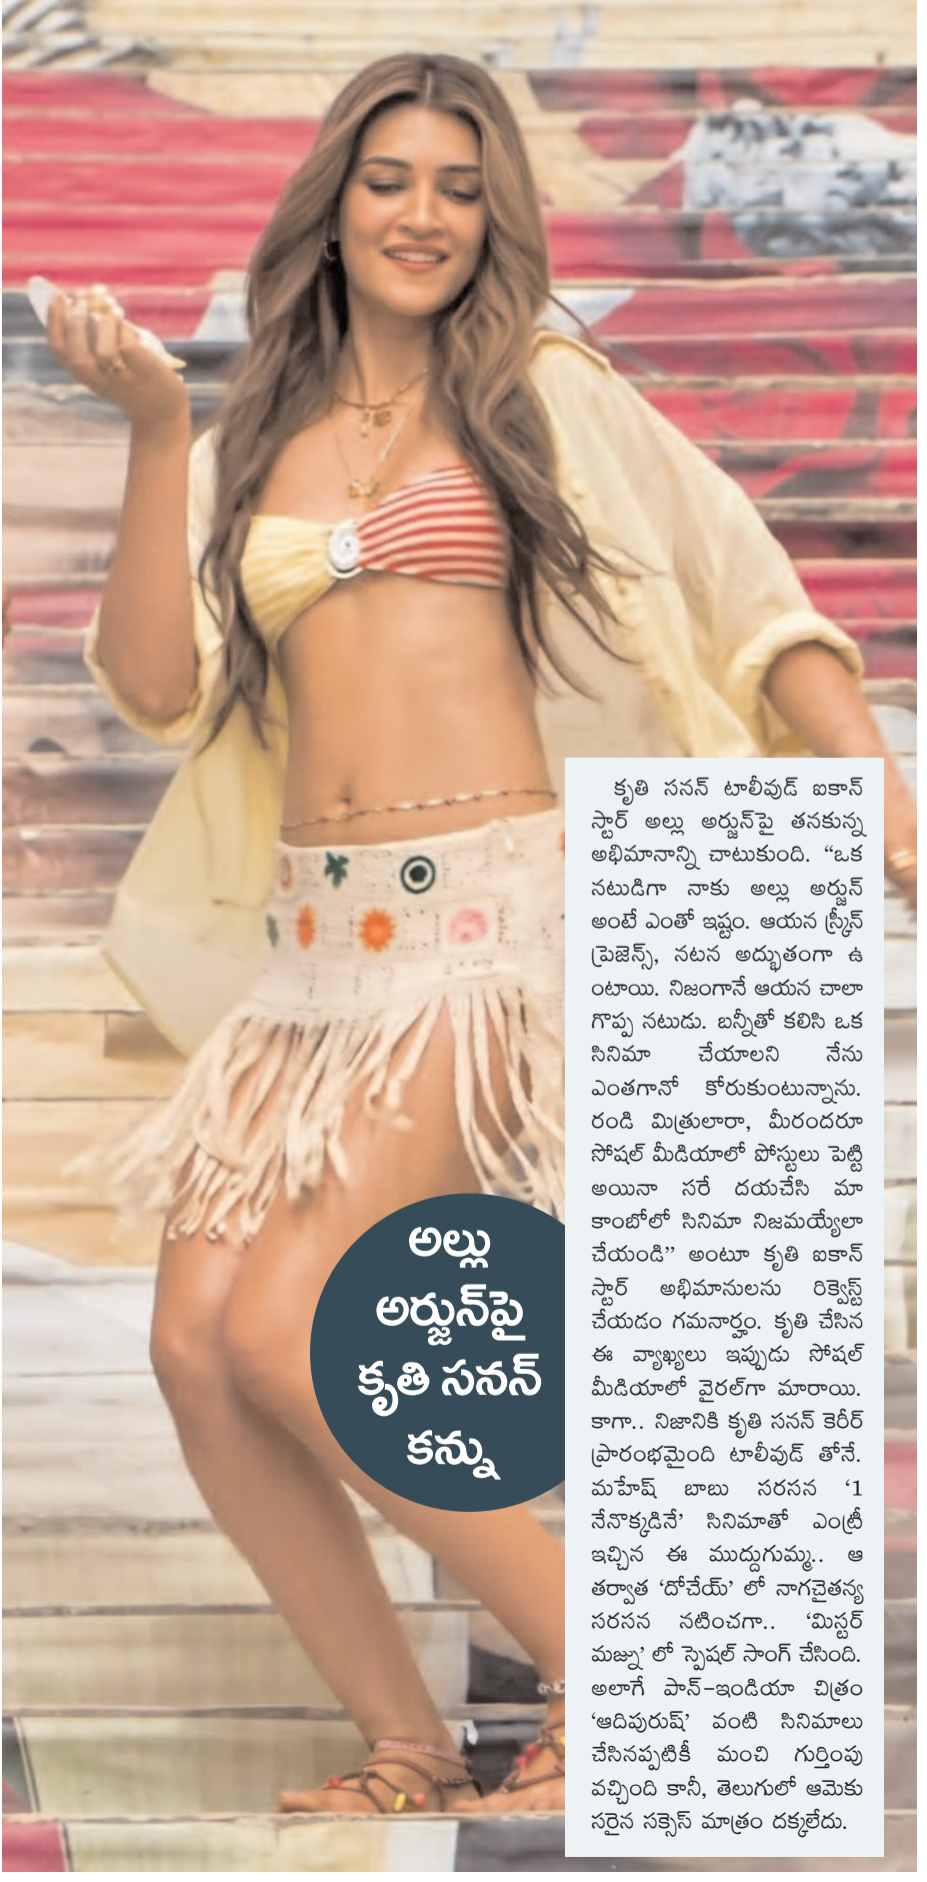 అల్లు
అర్జున్‌పై
కృతి సనన్
కన్ను
కృతి సనన్ టాలీవుడ్ ఐకాన్
స్టార్ అల్లు అర్జున్‌పై తనకున్న
అభిమానాన్ని చాటుకుంది. “ఒక
నటుడిగా నాకు అల్లు అర్జున్
అంటే ఎంతో ఇష్టం. ఆయన స్క్రీన్
ప్రెజెన్స్, నటన అద్భుతంగా ఉ
ంటాయి. నిజంగానే ఆయన చాలా
గొప్ప నటుడు. బన్నీతో కలిసి ఒక
సినిమా చేయాలని నేను
ఎంతగానో కోరుకుంటున్నాను.
రండి మిత్రులారా, మీరందరూ
సోషల్ మీడియాలో పోస్టులు పెట్టి
అయినా సరే దయచేసి మా
కాంబోలో సినిమా నిజమయ్యేలా
చేయండి” అంటూ కృతి ఐకాన్
స్టార్ అభిమానులను రిక్వెస్ట్
చేయడం గమనార్హం. కృతి చేసిన
ఈ వ్యాఖ్యలు ఇప్పుడు సోషల్
మీడియాలో వైరల్‌గా మారాయి.
కాగా.. నిజానికి కృతి సనన్ కెరీర్
ప్రారంభమైంది టాలీవుడ్ తోనే.
మహేష్ బాబు సరసన ‘1
నేనొక్కడినే’ సినిమాతో ఎంట్రీ
ఇచ్చిన ఈ ముద్దుగుమ్మ.. ఆ
తర్వాత ‘దోచేయ్’ లో నాగచైతన్య
సరసన నటించగా.. ‘మిస్టర్
మజ్ను’ లో స్పెషల్ సాంగ్ చేసింది.
అలాగే పాన్-ఇండియా చిత్రం
‘ఆదిపురుష్’ వంటి సినిమాలు
చేసినప్పటికీ మంచి గుర్తింపు
వచ్చింది కానీ, తెలుగులో ఆమెకు
సరైన సక్సెస్ మాత్రం దక్కలేదు.